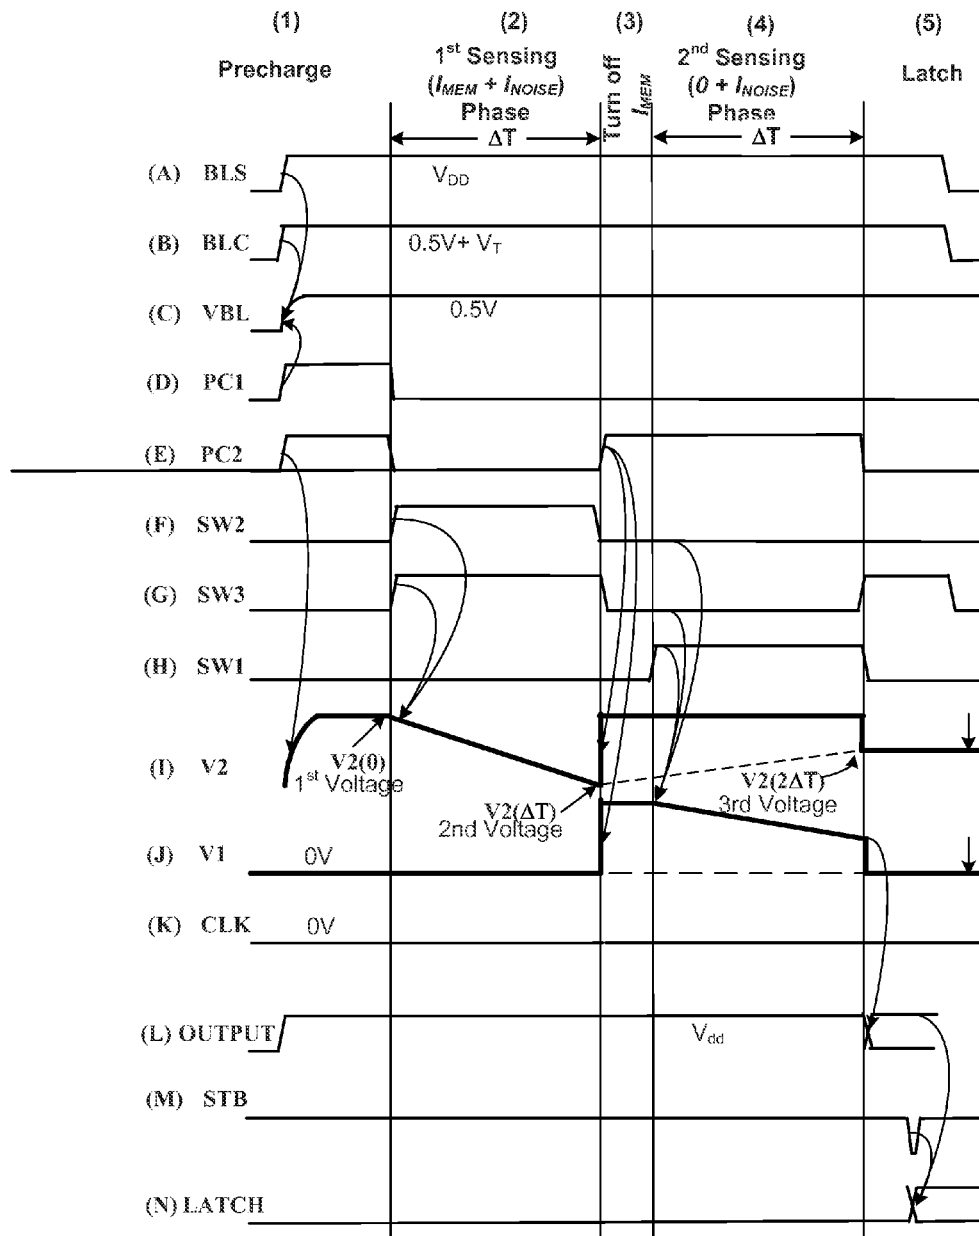 (1) (2) (3) (4) (5)
Precharge
1st Sensing
(IMEM + INOISE)
Phase
ΔT
Turn off
IMEM
2nd Sensing
(0 + INOISE)
Phase
ΔT
Latch
(A) BLS VDD
(B) BLC 0.5V+ VT
(C) VBL 0.5V
(D) PC1
(E) PC2
(F) SW2
(G) SW3
(H) SW1
(I) V2
V2(0)
1st Voltage
V2(ΔT)
2nd Voltage
V2(2ΔT)
3rd Voltage
(J) V1 0V
(K) CLK 0V
(L) OUTPUT Vdd
(M) STB
(N) LATCH